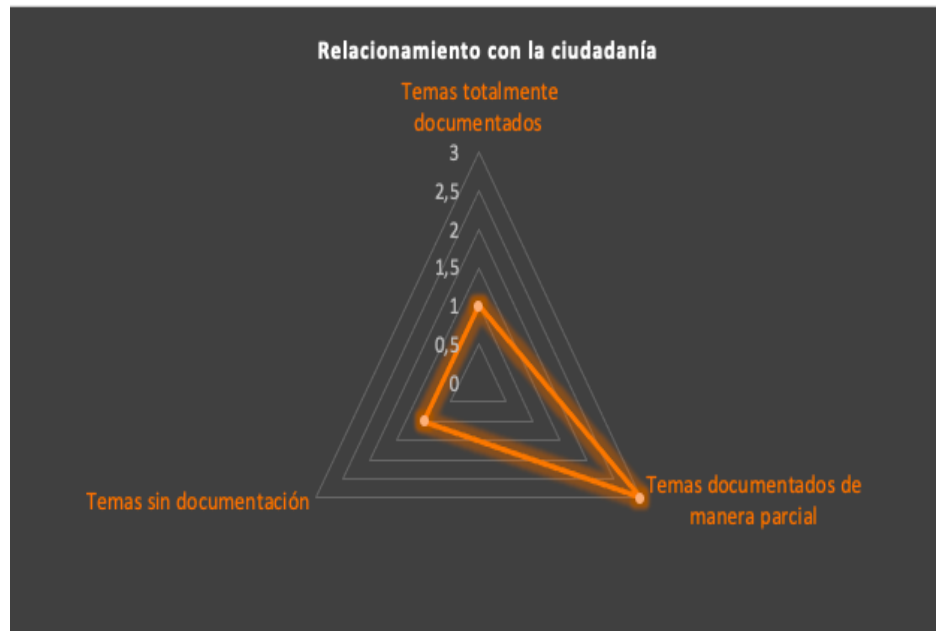 Relacionamiento con la ciudadanía
Temas totalmente
documentados
3
2,5
2
1,5
1
0,5
0
Temas documentados de
manera parcial
Temas sin documentación